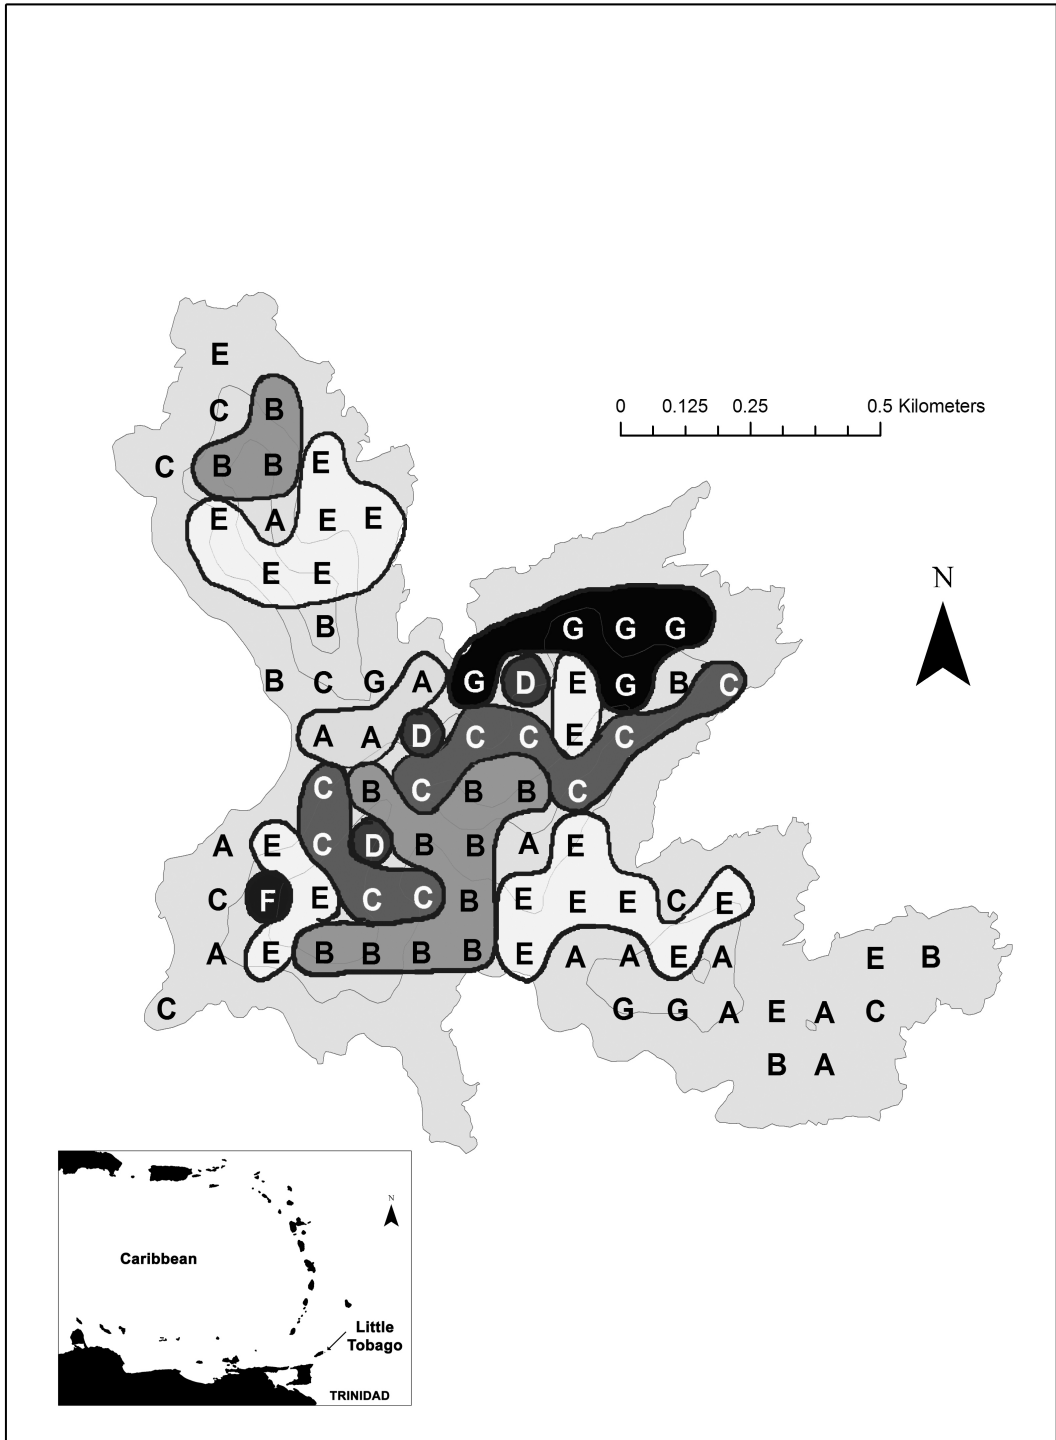 E
C B
0 0.125 0.25 0.5 Kilometers
C B B E
E A E E
E E
N
B
G G G
B C G A G D E G B C
A A D C C E C
C B C B B C
A E C D B B A E
C F E C C B E E E C E
A E B B B B E A A E A E B
C G G A E A C
B A
N
Caribbean
Little
Tobago
TRINIDAD